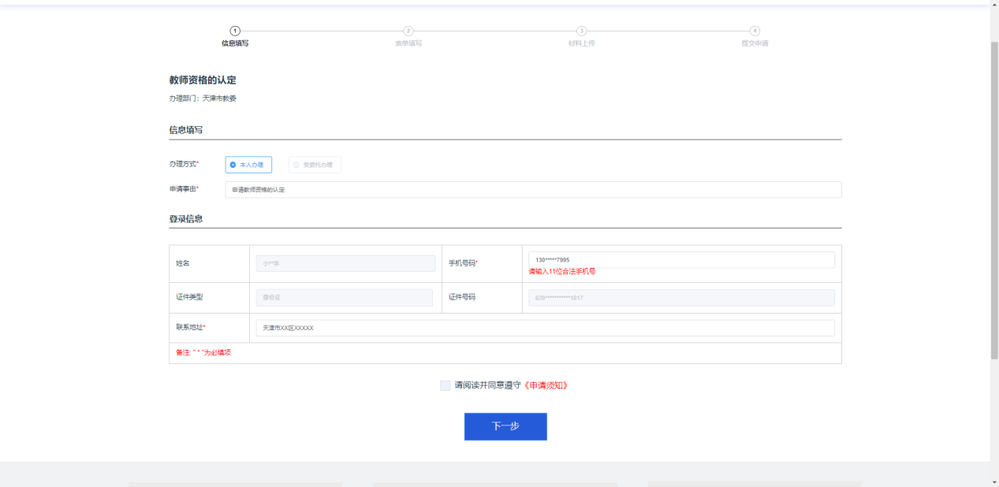 1
2
3
4
信息填写
表单填写
材料上传
提交申请
教师资格的认定
办理部门：天津市教委
信息填写
办理方式* 本人办理 受委托办理
申请事由* 申请教师资格的认定
登录信息
姓名 小**字 手机号码* 130*****7995
请输入11位合法手机号
证件类型 身份证 证件号码 620***********1817
联系地址* 天津市XX区XXXXX
备注: " * "为必填项
请阅读并同意遵守《申请须知》
下一步